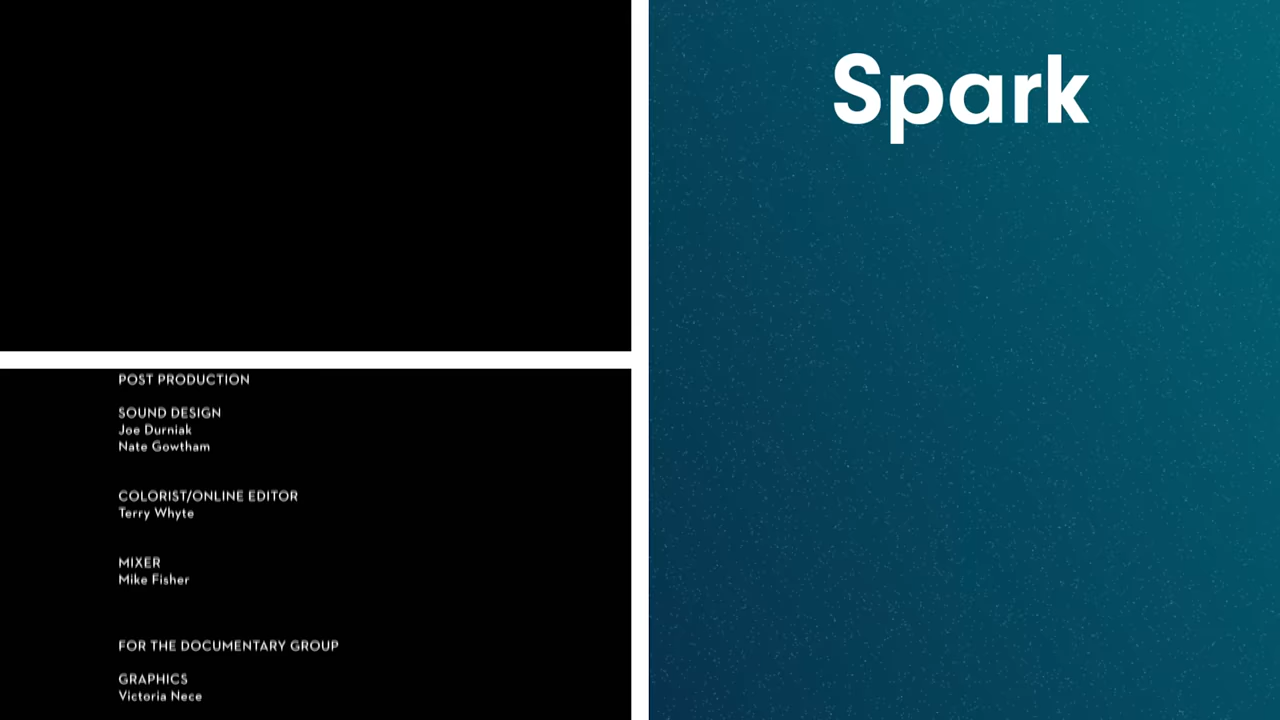 Spark
POST PRODUCTION
SOUND DESIGN
Joe Durniak
Nate Gowtham
COLORIST/ONLINE EDITOR
Terry Whyte
MIXER
Mike Fisher
FOR THE DOCUMENTARY GROUP
GRAPHICS
Victoria Nece